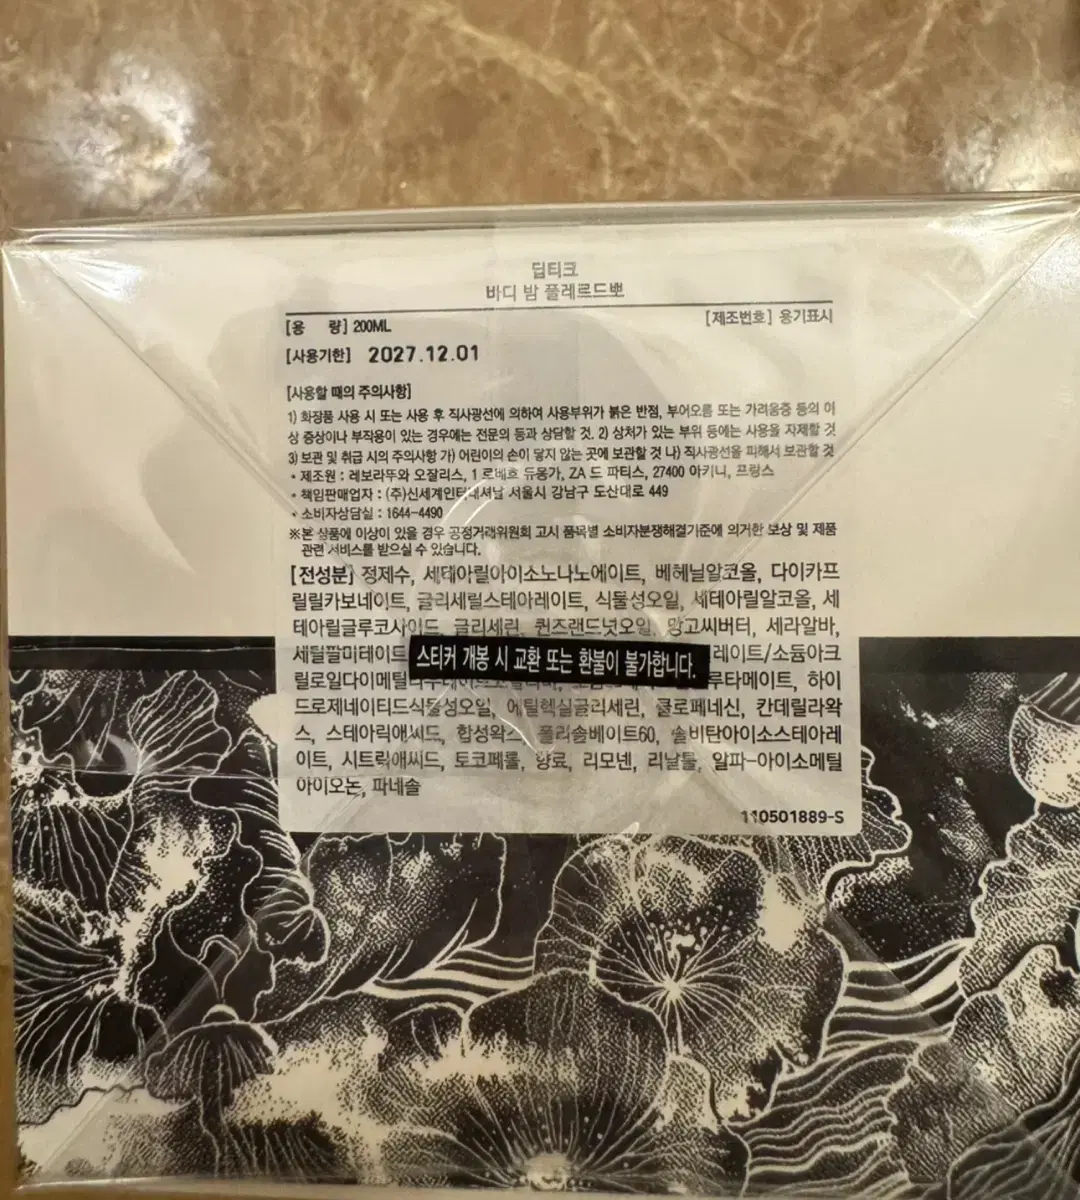 딥티크
바디 밤 플레르드뽀
[용 량] 200ML [제조번호] 용기표시
[사용기한] 2027.12.01
[사용할 때의 주의사항]
1) 화장품 사용 시 또는 사용 후 직사광선에 의하여 사용부위가 붉은 반점, 부어오름 또는 가려움증 등의 이
상 증상이나 부작용이 있는 경우에는 전문의 등과 상담할 것. 2) 상처가 있는 부위 등에는 사용을 자제할 것
3) 보관 및 취급 시의 주의사항 가) 어린이의 손이 닿지 않는 곳에 보관할 것 나) 직사광선을 피해서 보관할 것
• 제조원 : 레보라뚜와 오잘리스, 1 뒤몽가, ZA 드 파티스, 27400 아키니, 프랑스
• 책임판매업자 : (주)신세계인터내셔날 서울시 강남구 도산대로 449
• 소비자상담실 : 1644-4490
※본 상품에 이상이 있을 경우 공정거래위원회 고시 품목별 소비자분쟁해결기준에 의거한 보상 및 제품
관련 서비스를 받으실 수 있습니다.
[전성분] 정제수, 세테아릴아이소노나노에이트, 베헤닐알코올, 다이카프
릴릴카보네이트, 글리세릴스테아레이트, 식물성오일, 세테아릴알코올, 세
테아릴글루코사이드, 글리세린, 퀸즈랜드넛오일, 망고씨버터, 세라알바,
세틸팔미테이트 레이트/소듐아크
스티커 개봉 시 교환 또는 환불이 불가합니다.
릴로일다이메틸 루타메이트, 하이
드로제네이티드식물성오일, 에틸헥실글리세린, 클로페네신, 칸데릴라왁
스, 스테아릭애씨드, 합성왁스, 폴리솔베이트60, 솔비탄아이소스테아레
이트, 시트릭애씨드, 토코페롤, 향료, 리모넨, 리날룰, 알파-아이소메틸
아이오논, 파네솔
110501889-S